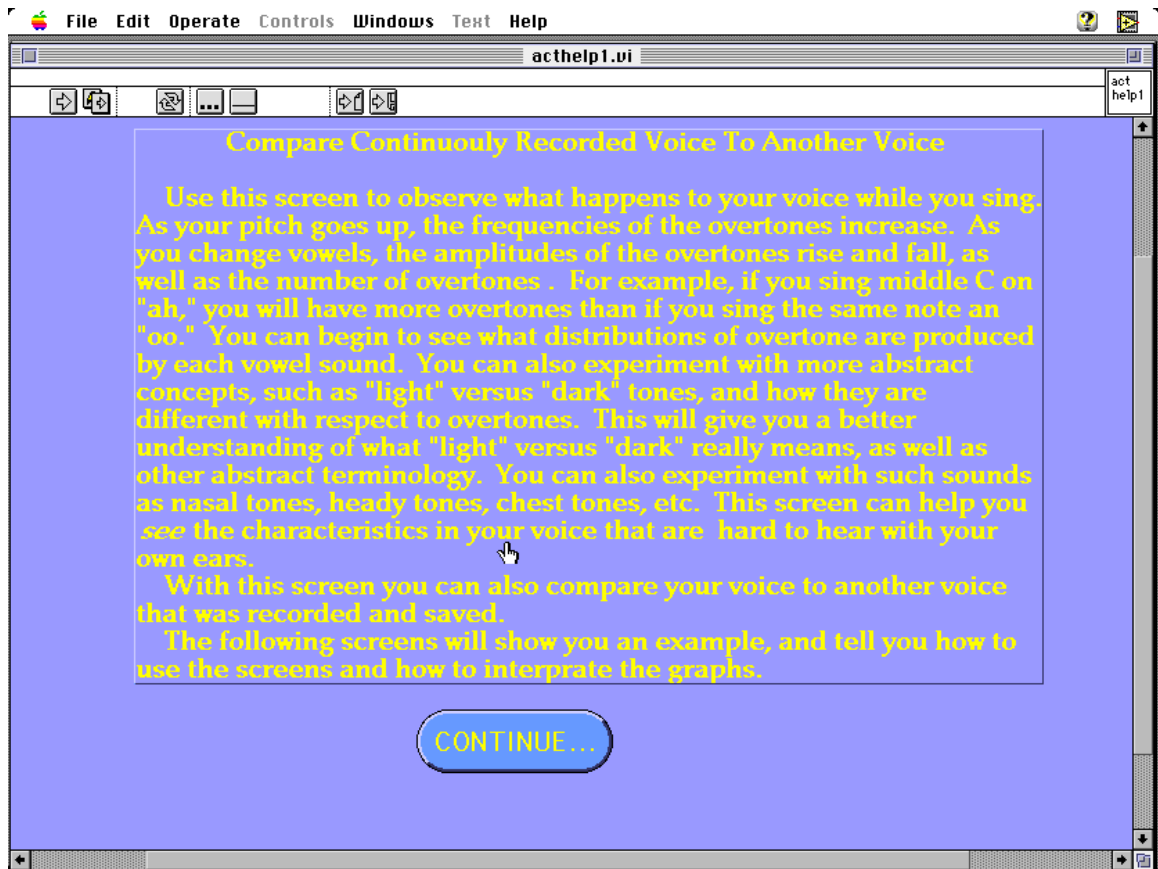 File Edit Operate Controls Windows Text Help
acthelp1.vi
act
help1
Compare Continuouly Recorded Voice To Another Voice
Use this screen to observe what happens to your voice while you sing.
As your pitch goes up, the frequencies of the overtones increase. As
you change vowels, the amplitudes of the overtones rise and fall, as
well as the number of overtones . For example, if you sing middle C on
"ah," you will have more overtones than if you sing the same note an
"oo." You can begin to see what distributions of overtone are produced
by each vowel sound. You can also experiment with more abstract
concepts, such as "light" versus "dark" tones, and how they are
different with respect to overtones. This will give you a better
understanding of what "light" versus "dark" really means, as well as
other abstract terminology. You can also experiment with such sounds
as nasal tones, heady tones, chest tones, etc. This screen can help you
see the characteristics in your voice that are hard to hear with your
own ears.
With this screen you can also compare your voice to another voice
that was recorded and saved.
The following screens will show you an example, and tell you how to
use the screens and how to interprate the graphs.
CONTINUE...